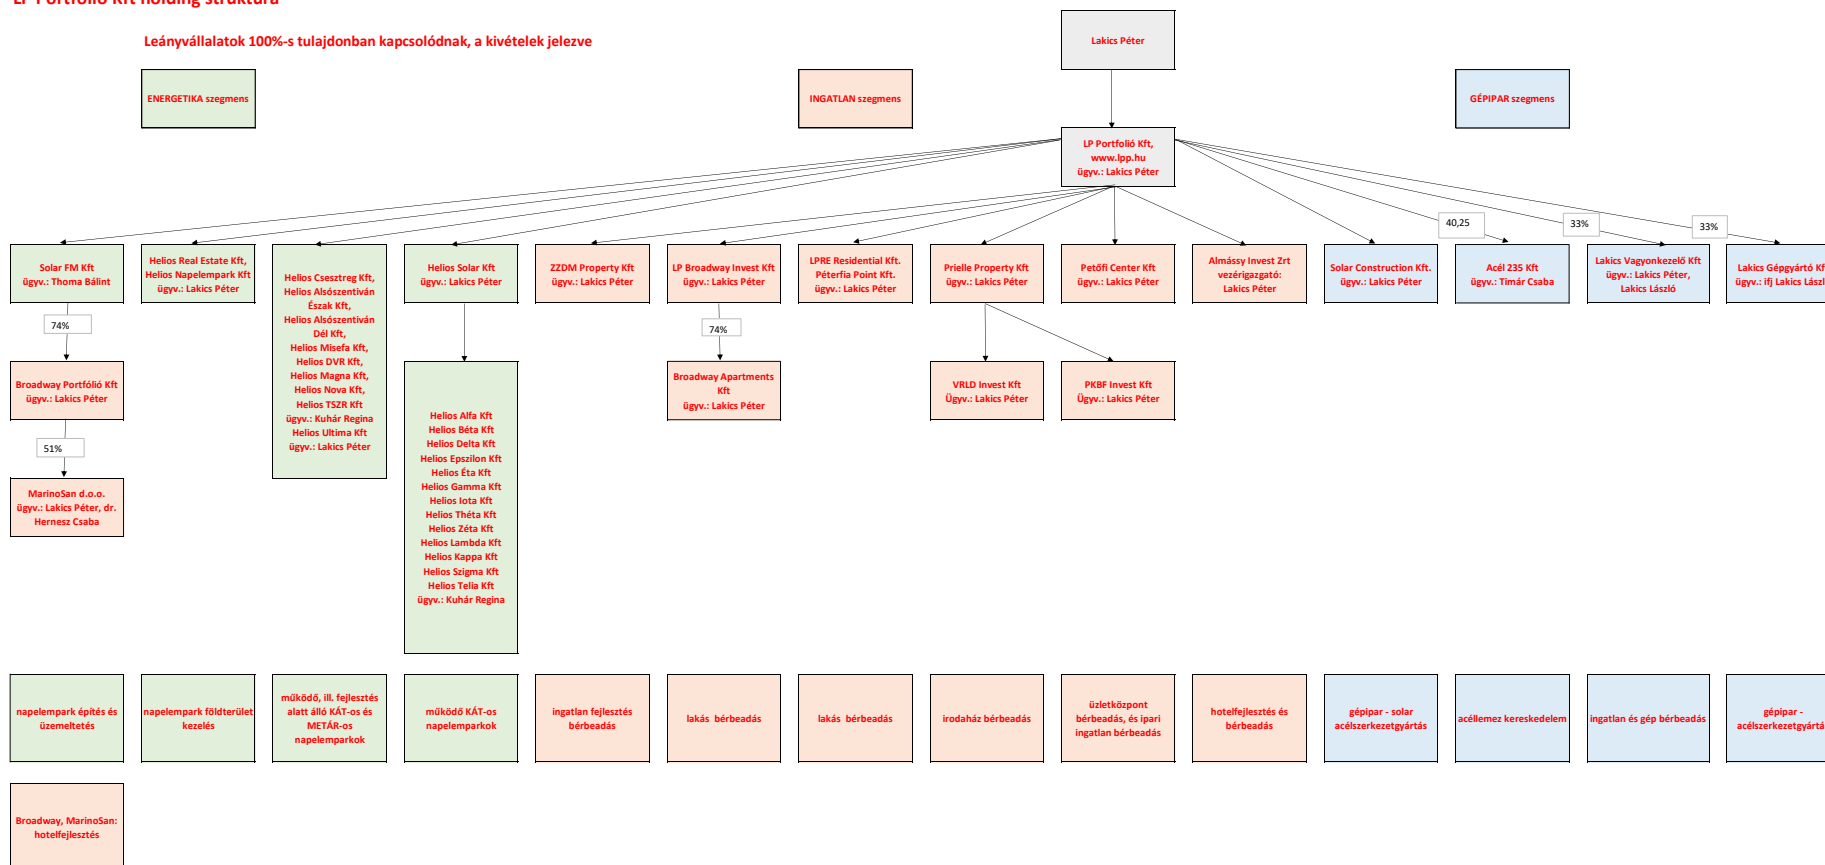 LP Portfolió Kft holding struktúra
Leányvállalatok 100%-s tulajdonban kapcsolódnak, a kivételek jelezve
Lakics Péter
ENERGETIKA szegmens
INGATLAN szegmens
GÉPIPAR szegmens
LP Portfolió Kft,
www.lpp.hu
ügyv.: Lakics Péter
40,25
33%
33%
Solar FM Kft
ügyv.: Thoma Bálint
Helios Real Estate Kft,
Helios Napelempark Kft
ügyv.: Lakics Péter
Helios Csesztreg Kft,
Helios Alsószentiván
Észak Kft,
Helios Alsószentiván
Dél Kft,
Helios Misefa Kft,
Helios DVR Kft,
Helios Magna Kft,
Helios Nova Kft,
Helios TSZR Kft
ügyv.: Kuhár Regina
Helios Ultima Kft
ügyv.: Lakics Péter
Helios Solar Kft
ügyv.: Lakics Péter
ZZDM Property Kft
ügyv.: Lakics Péter
LP Broadway Invest Kft
ügyv.: Lakics Péter
LPRE Residential Kft.
Péterfia Point Kft.
ügyv.: Lakics Péter
Prielle Property Kft
ügyv.: Lakics Péter
Petőfi Center Kft
ügyv.: Lakics Péter
Almássy Invest Zrt
vezérigazgató:
Lakics Péter
Solar Construction Kft.
ügyv.: Lakics Péter
Acél 235 Kft
ügyv.: Timár Csaba
Lakics Vagyonkezelő Kft
ügyv.: Lakics Péter,
Lakics László
Lakics Gépgyártó Kf
ügyv.: ifj Lakics Lászl
74%
74%
Broadway Portfólió Kft
ügyv.: Lakics Péter
Helios Alfa Kft
Helios Béta Kft
Helios Delta Kft
Helios Epszilon Kft
Helios Éta Kft
Helios Gamma Kft
Helios Iota Kft
Helios Théta Kft
Helios Zéta Kft
Helios Lambda Kft
Helios Kappa Kft
Helios Szigma Kft
Helios Telia Kft
ügyv.: Kuhár Regina
Broadway Apartments
Kft
ügyv.: Lakics Péter
VRLD Invest Kft
Ügyv.: Lakics Péter
PKBF Invest Kft
Ügyv.: Lakics Péter
51%
MarinoSan d.o.o.
ügyv.: Lakics Péter, dr.
Hernesz Csaba
napelempark építés és
üzemeltetés
napelempark földterület
kezelés
működő, ill. fejlesztés
alatt álló KÁT-os és
METÁR-os
napelemparkok
működő KÁT-os
napelemparkok
ingatlan fejlesztés
bérbeadás
lakás bérbeadás
lakás bérbeadás
irodaház bérbeadás
üzletközpont
bérbeadás, és ipari
ingatlan bérbeadás
hotelfejlesztés és
bérbeadás
gépipar - solar
acélszerkezetgyártás
acéllemez kereskedelem
ingatlan és gép bérbeadás
gépipar -
acélszerkezetgyártá
Broadway, MarinoSan:
hotelfejlesztés